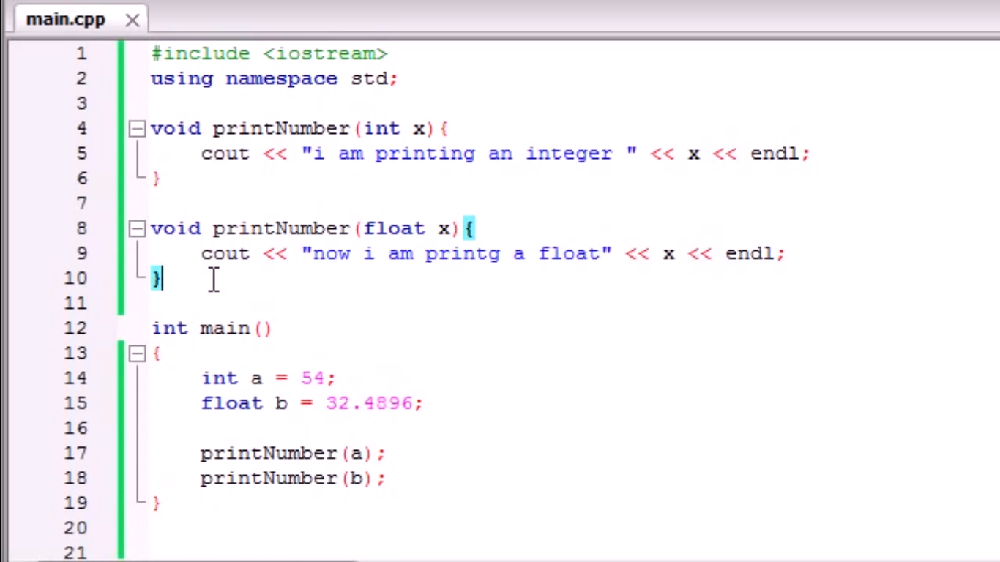 main.cpp
1 #include <iostream>
2 using namespace std;
3
4 void printNumber(int x){
5     cout << "i am printing an integer " << x << endl;
6 }
7
8 void printNumber(float x){
9     cout << "now i am printg a float" << x << endl;
10 }
11
12 int main()
13 {
14     int a = 54;
15     float b = 32.4896;
16
17     printNumber(a);
18     printNumber(b);
19 }
20
21